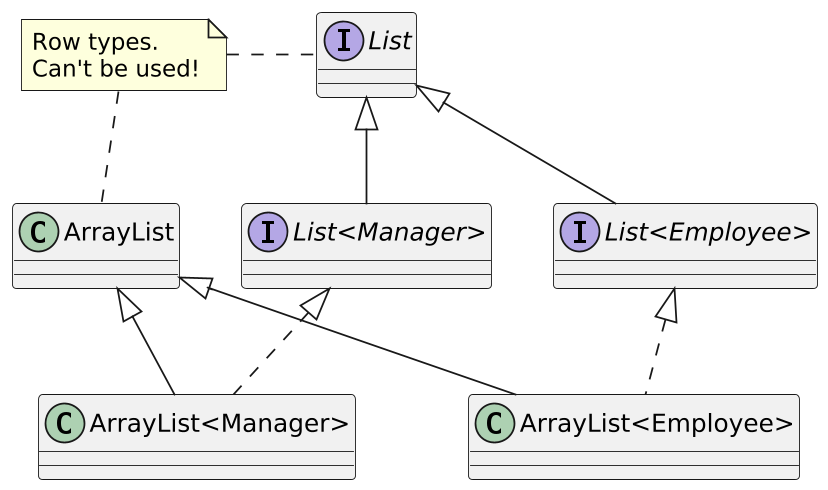 Row types.
Can't be used!
I List
C ArrayList
I List<Manager>
I List<Employee>
C ArrayList<Manager>
C ArrayList<Employee>